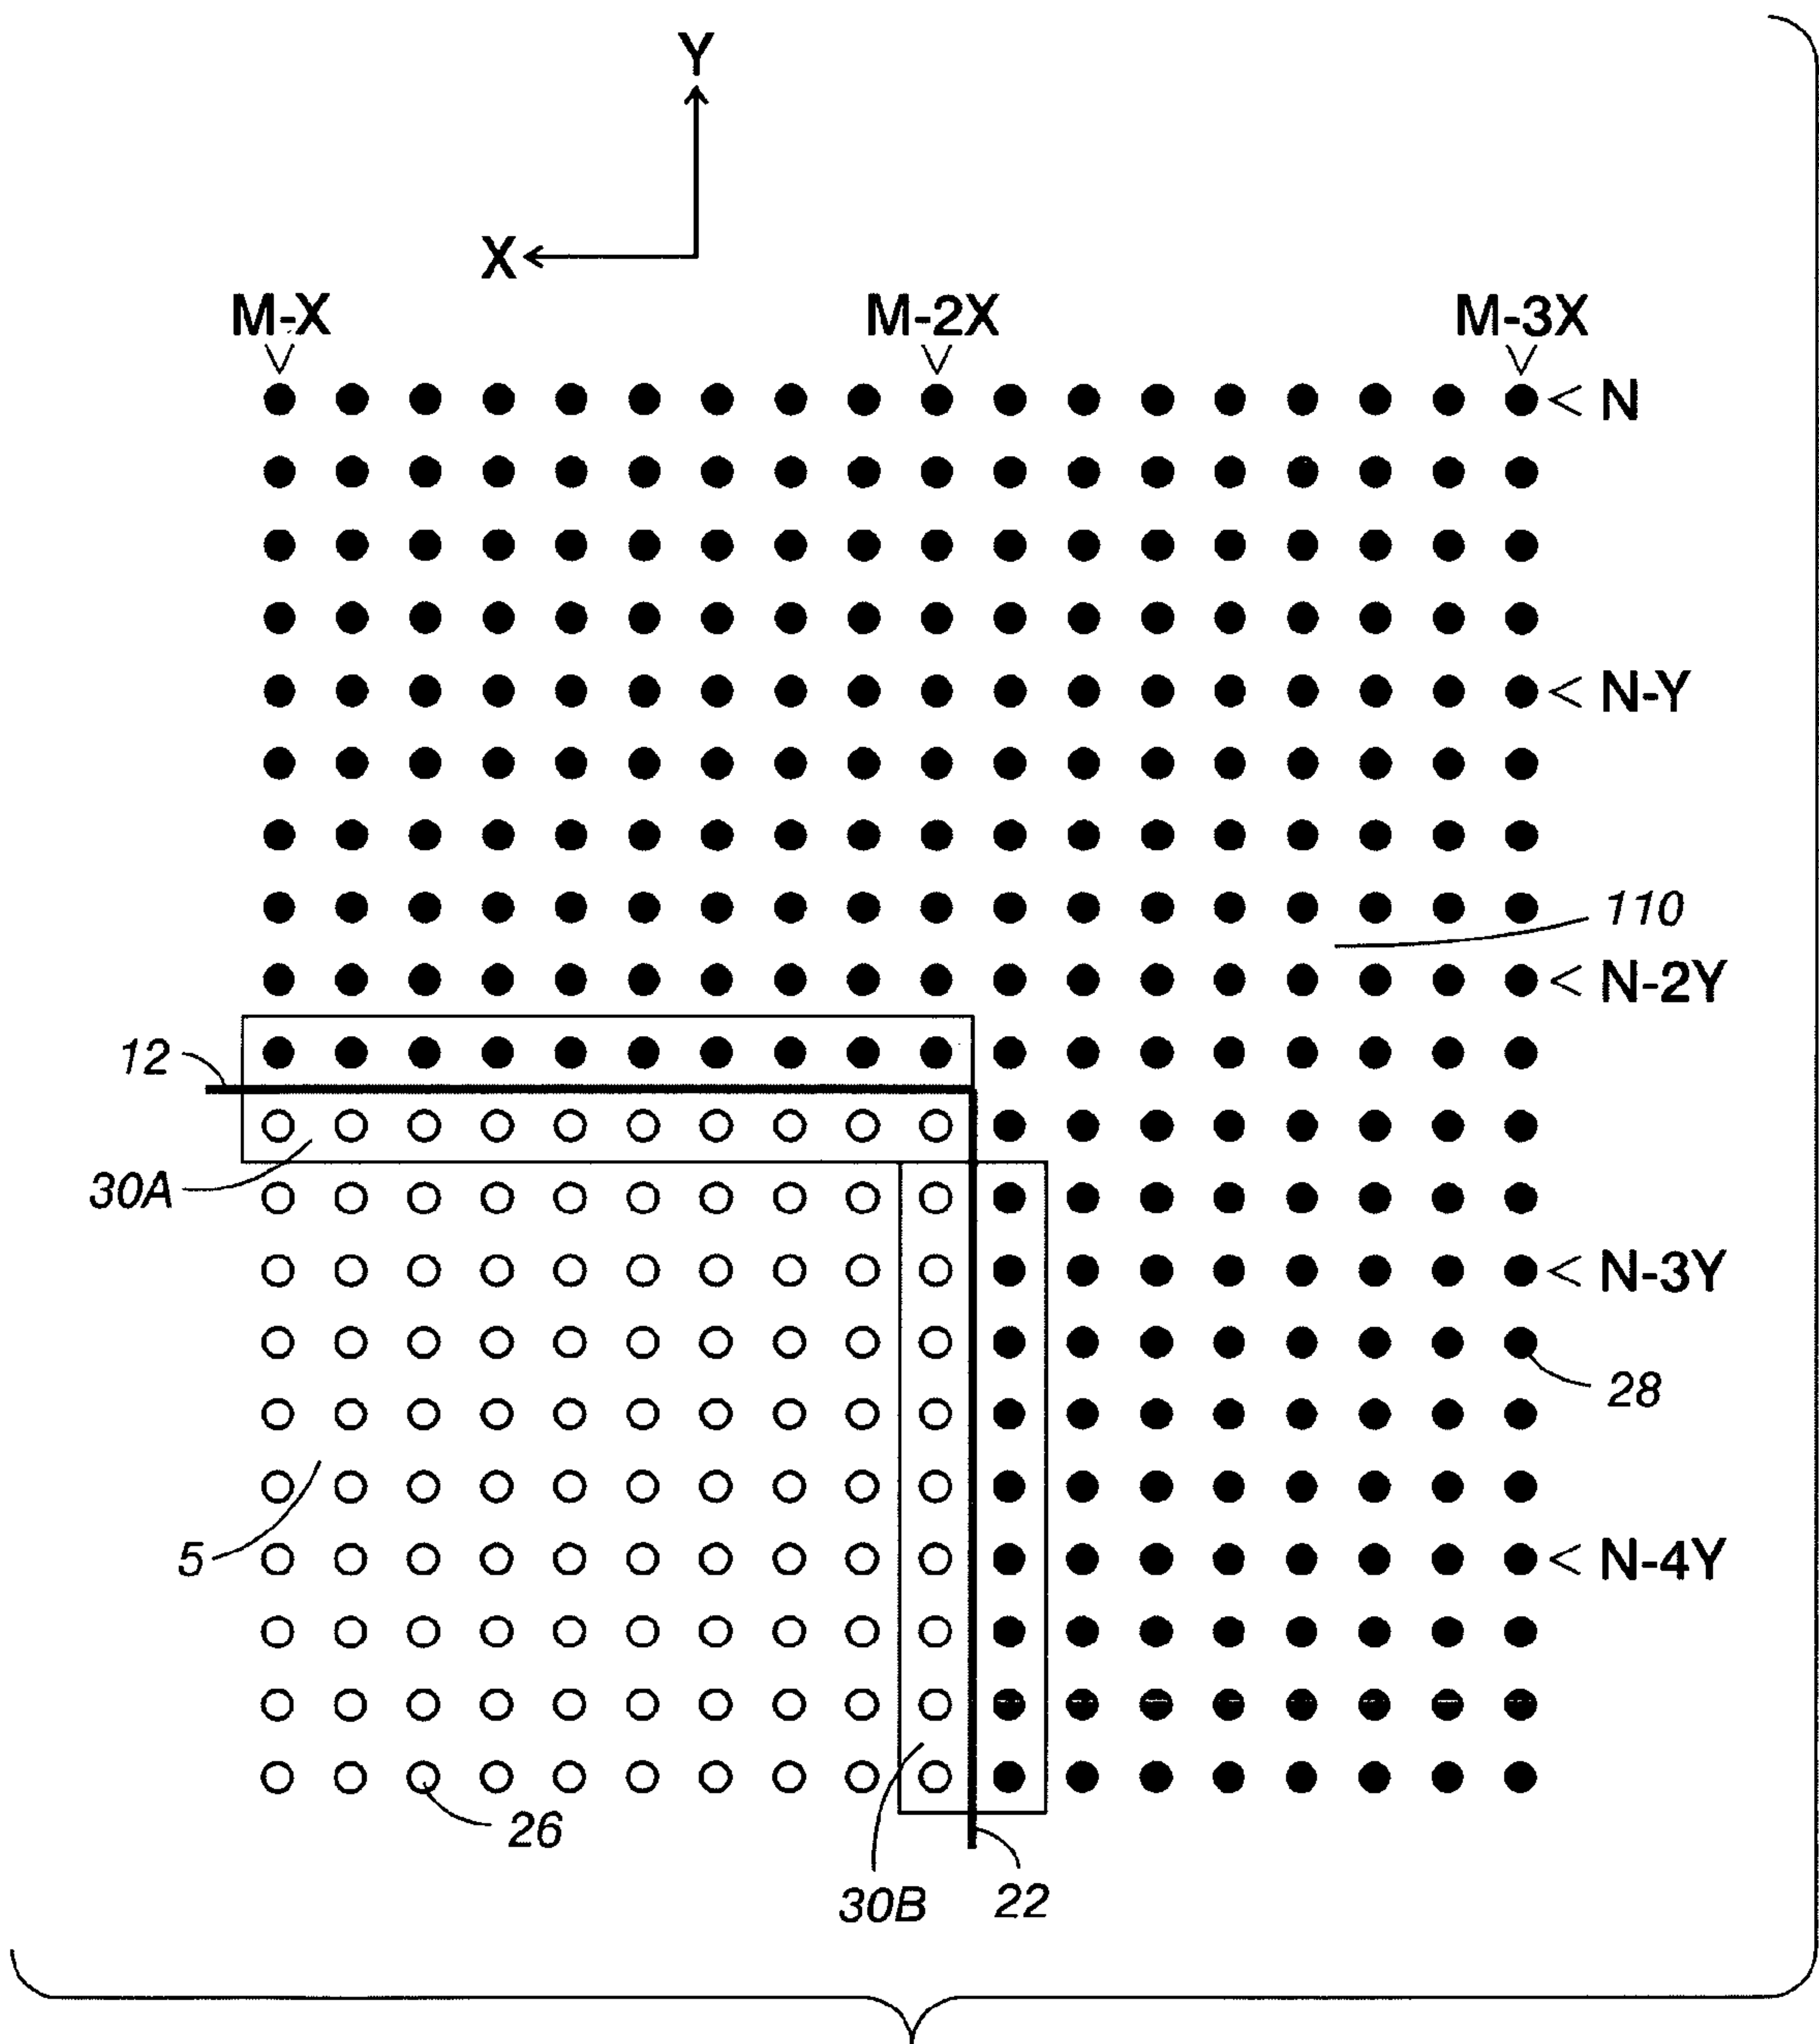 Y
X
M-X M-2X M-3X
N
N-Y
110
N-2Y
12
30A
N-3Y
28
5
N-4Y
26
30B 22